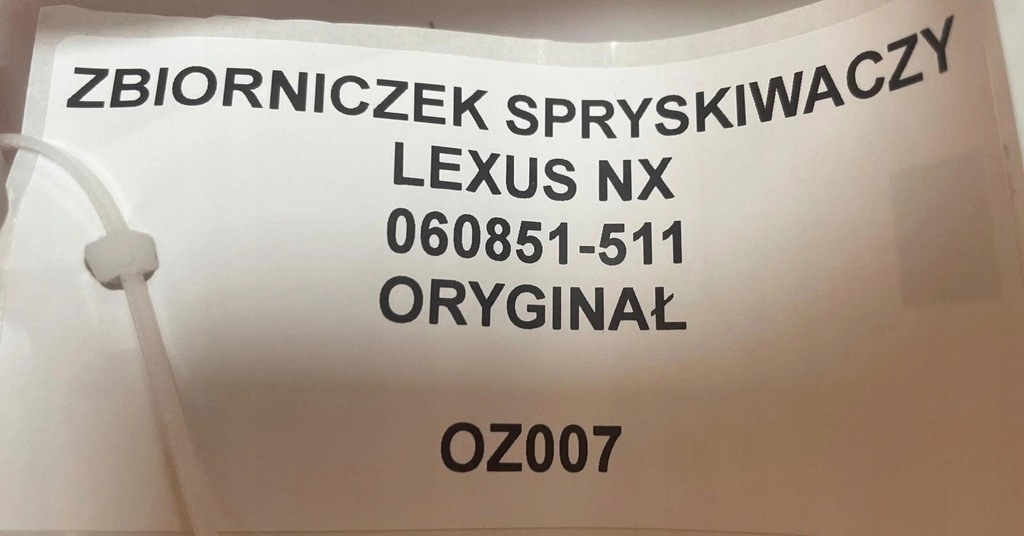 ZBIORNICZEK SPRYSKIWACZY
LEXUS NX
060851-511
ORYGINAŁ
OZ007